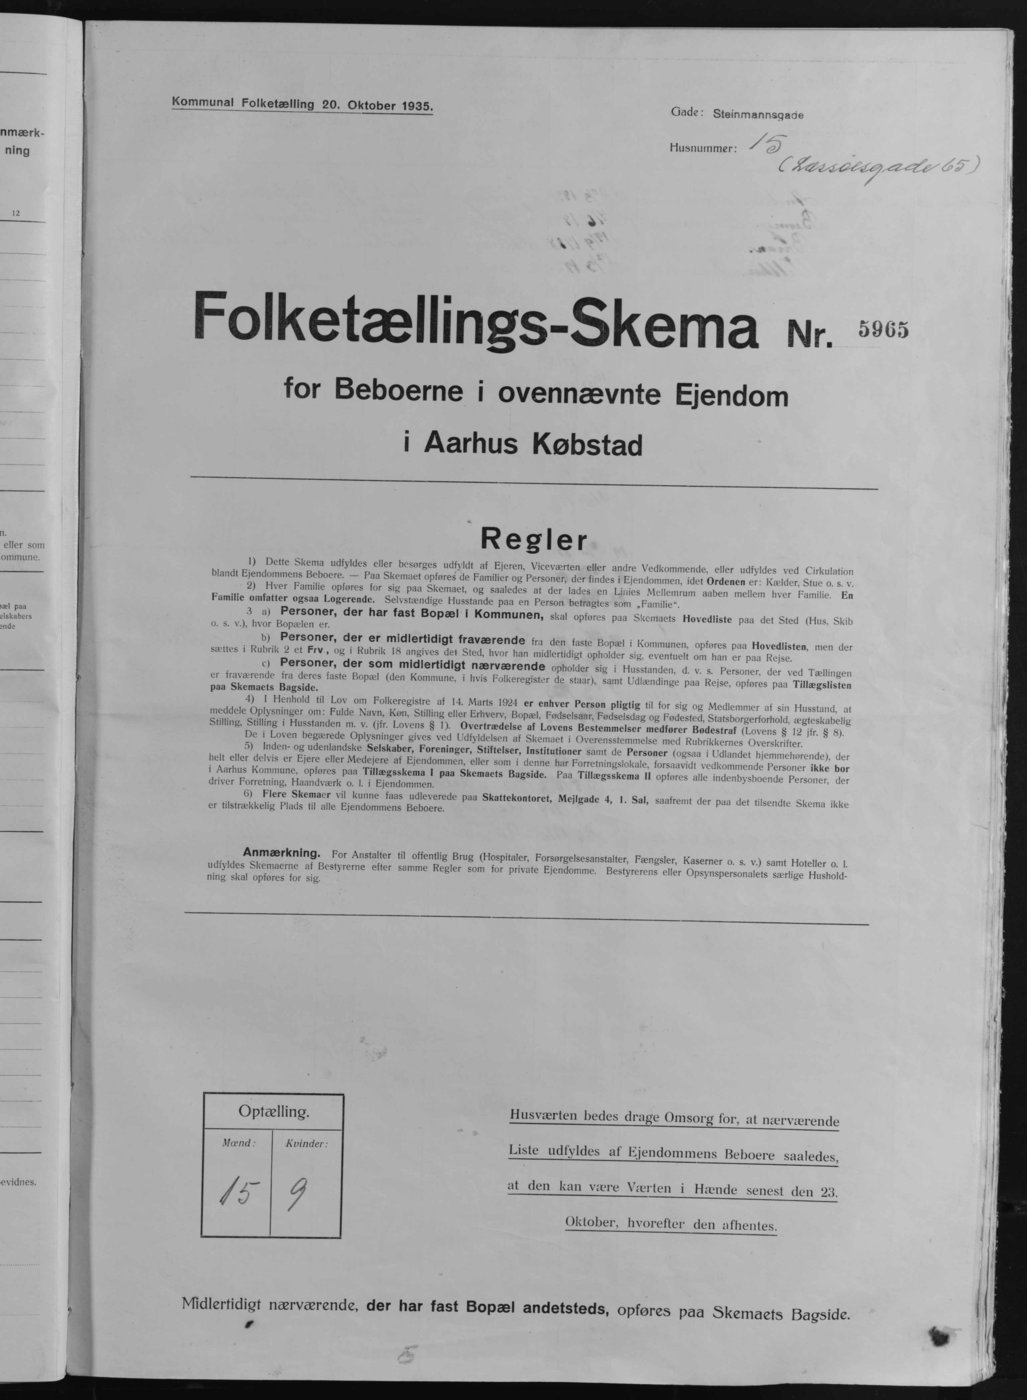 nmærk-
ning
12
n.
eller som
ommune.
æl paa
elskabers
ende
evidnes.
Kommunal Folketælling 20. Oktober 1935.
Gade: Steinmannsgade
Husnummer: 15
(Læssøesgade 65)
Folketællings-Skema Nr. 5965
for Beboerne i ovennævnte Ejendom
i Aarhus Købstad
Regler
1) Dette Skema udfyldes eller besørges udfyldt af Ejeren, Viceværten eller andre Vedkommende, eller udfyldes ved Cirkulation
blandt Ejendommens Beboere. — Paa Skemaet opføres de Familier og Personer, der findes i Ejendommen, idet Ordenen er: Kælder, Stue o. s. v.
2) Hver Familie opføres for sig paa Skemaet, og saaledes at der lades en Linies Mellemrum aaben mellem hver Familie. En
Familie omfatter ogsaa Logerende. Selvstændige Husstande paa en Person betragtes som „Familie".
3 a) Personer, der har fast Bopæl i Kommunen, skal opføres paa Skemaets Hovedliste paa det Sted (Hus, Skib
o. s. v.), hvor Bopælen er.
b) Personer, der er midlertidigt fraværende fra den faste Bopæl i Kommunen, opføres paa Hovedlisten, men der
sættes i Rubrik 2 et Frv., og i Rubrik 18 angives det Sted, hvor han midlertidigt opholder sig, eventuelt om han er paa Rejse.
c) Personer, der som midlertidigt nærværende opholder sig i Husstanden, d. v. s. Personer, der ved Tællingen
er fraværende fra deres faste Bopæl (den Kommune, i hvis Folkeregister de staar), samt Udlændinge paa Rejse, opføres paa Tillægslisten
paa Skemaets Bagside.
4) I Henhold til Lov om Folkeregistre af 14. Marts 1924 er enhver Person pligtig til for sig og Medlemmer af sin Husstand, at
meddele Oplysninger om: Fulde Navn, Køn, Stilling eller Erhverv, Bopæl, Fødselsaar, Fødselsdag og Fødested, Statsborgerforhold, ægteskabelig
Stilling, Stilling i Husstanden m. v. (jfr. Lovens § 1). Overtrædelse af Lovens Bestemmelser medfører Bødestraf (Lovens § 12 jfr. § 8).
De i Loven begærede Oplysninger gives ved Udfyldelsen af Skemaet i Overensstemmelse med Rubrikkernes Overskrifter.
5) Inden- og udenlandske Selskaber, Foreninger, Stiftelser, Institutioner samt de Personer (ogsaa i Udlandet hjemmehørende), der
helt eller delvis er Ejere eller Medejere af Ejendommen, eller som i denne har Forretningslokale, forsaavidt vedkommende Personer ikke bor
i Aarhus Kommune, opføres paa Tillægsskema I paa Skemaets Bagside. Paa Tillægsskema II opføres alle indenbysboende Personer, der
driver Forretning, Haandværk o. l. i Ejendommen.
6) Flere Skemaer vil kunne faas udleverede paa Skattekontoret, Mejlgade 4, 1. Sal, saafremt der paa det tilsendte Skema ikke
er tilstrækkelig Plads til alle Ejendommens Beboere.
Anmærkning. For Anstalter til offentlig Brug (Hospitaler, Forsørgelsesanstalter, Fængsler, Kaserner o. s. v.) samt Hoteller o. l.
udfyldes Skemaerne af Bestyrerne efter samme Regler som for private Ejendomme. Bestyrerens eller Opsynspersonalets særlige Hushold-
ning skal opføres for sig.
Optælling.
Mænd: Kvinder:
15 9
Husværten bedes drage Omsorg for, at nærværende
Liste udfyldes af Ejendommens Beboere saaledes,
at den kan være Værten i Hænde senest den 23.
Oktober, hvorefter den afhentes.
Midlertidigt nærværende, der har fast Bopæl andetsteds, opføres paa Skemaets Bagside.
5